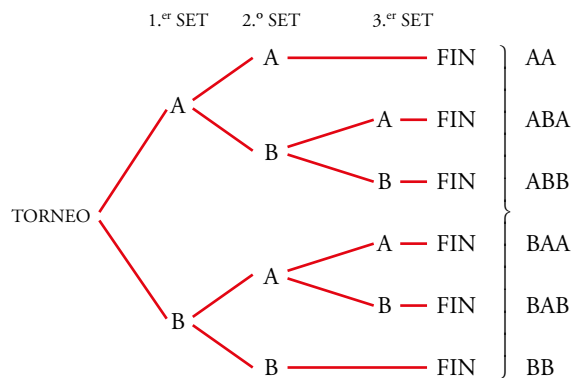 1.er SET 2.º SET 3.er SET
A FIN AA
A
A FIN ABA
B
B FIN ABB
TORNEO
A FIN BAA
A
B FIN BAB
B
B FIN BB